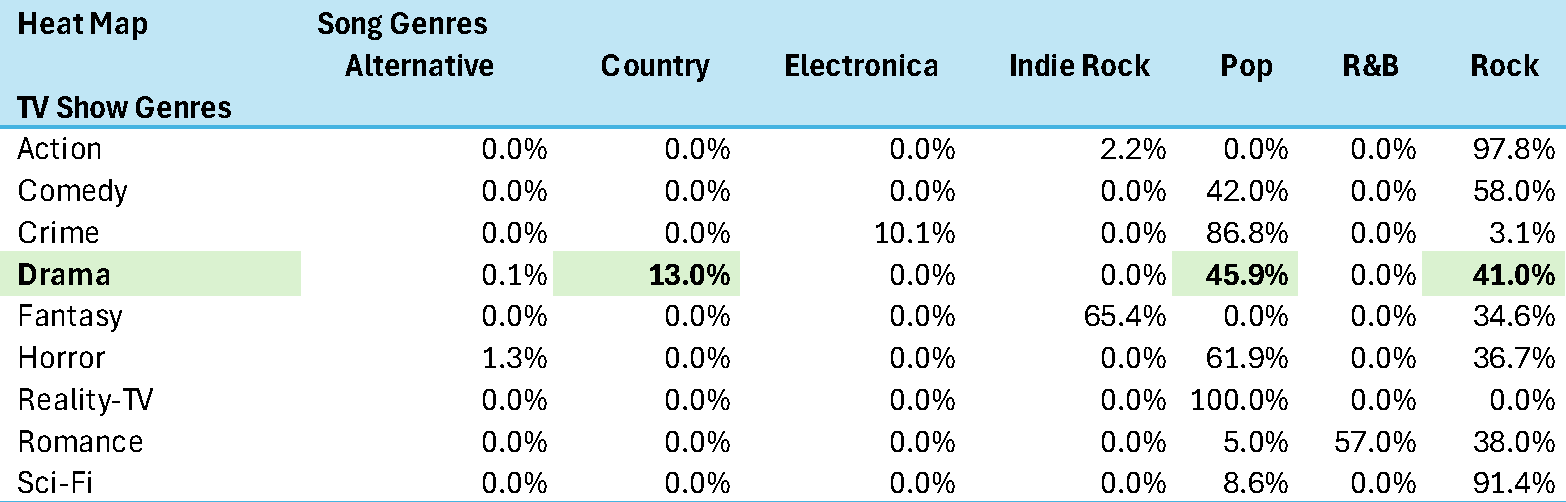 Heat Map Song Genres
Alternative Country Electronica Indie Rock Pop R&B Rock
TV Show Genres
Action 0.0% 0.0% 0.0% 2.2% 0.0% 0.0% 97.8%
Comedy 0.0% 0.0% 0.0% 0.0% 42.0% 0.0% 58.0%
Crime 0.0% 0.0% 10.1% 0.0% 86.8% 0.0% 3.1%
Drama 0.1% 13.0% 0.0% 0.0% 45.9% 0.0% 41.0%
Fantasy 0.0% 0.0% 0.0% 65.4% 0.0% 0.0% 34.6%
Horror 1.3% 0.0% 0.0% 0.0% 61.9% 0.0% 36.7%
Reality-TV 0.0% 0.0% 0.0% 0.0% 100.0% 0.0% 0.0%
Romance 0.0% 0.0% 0.0% 0.0% 5.0% 57.0% 38.0%
Sci-Fi 0.0% 0.0% 0.0% 0.0% 8.6% 0.0% 91.4%